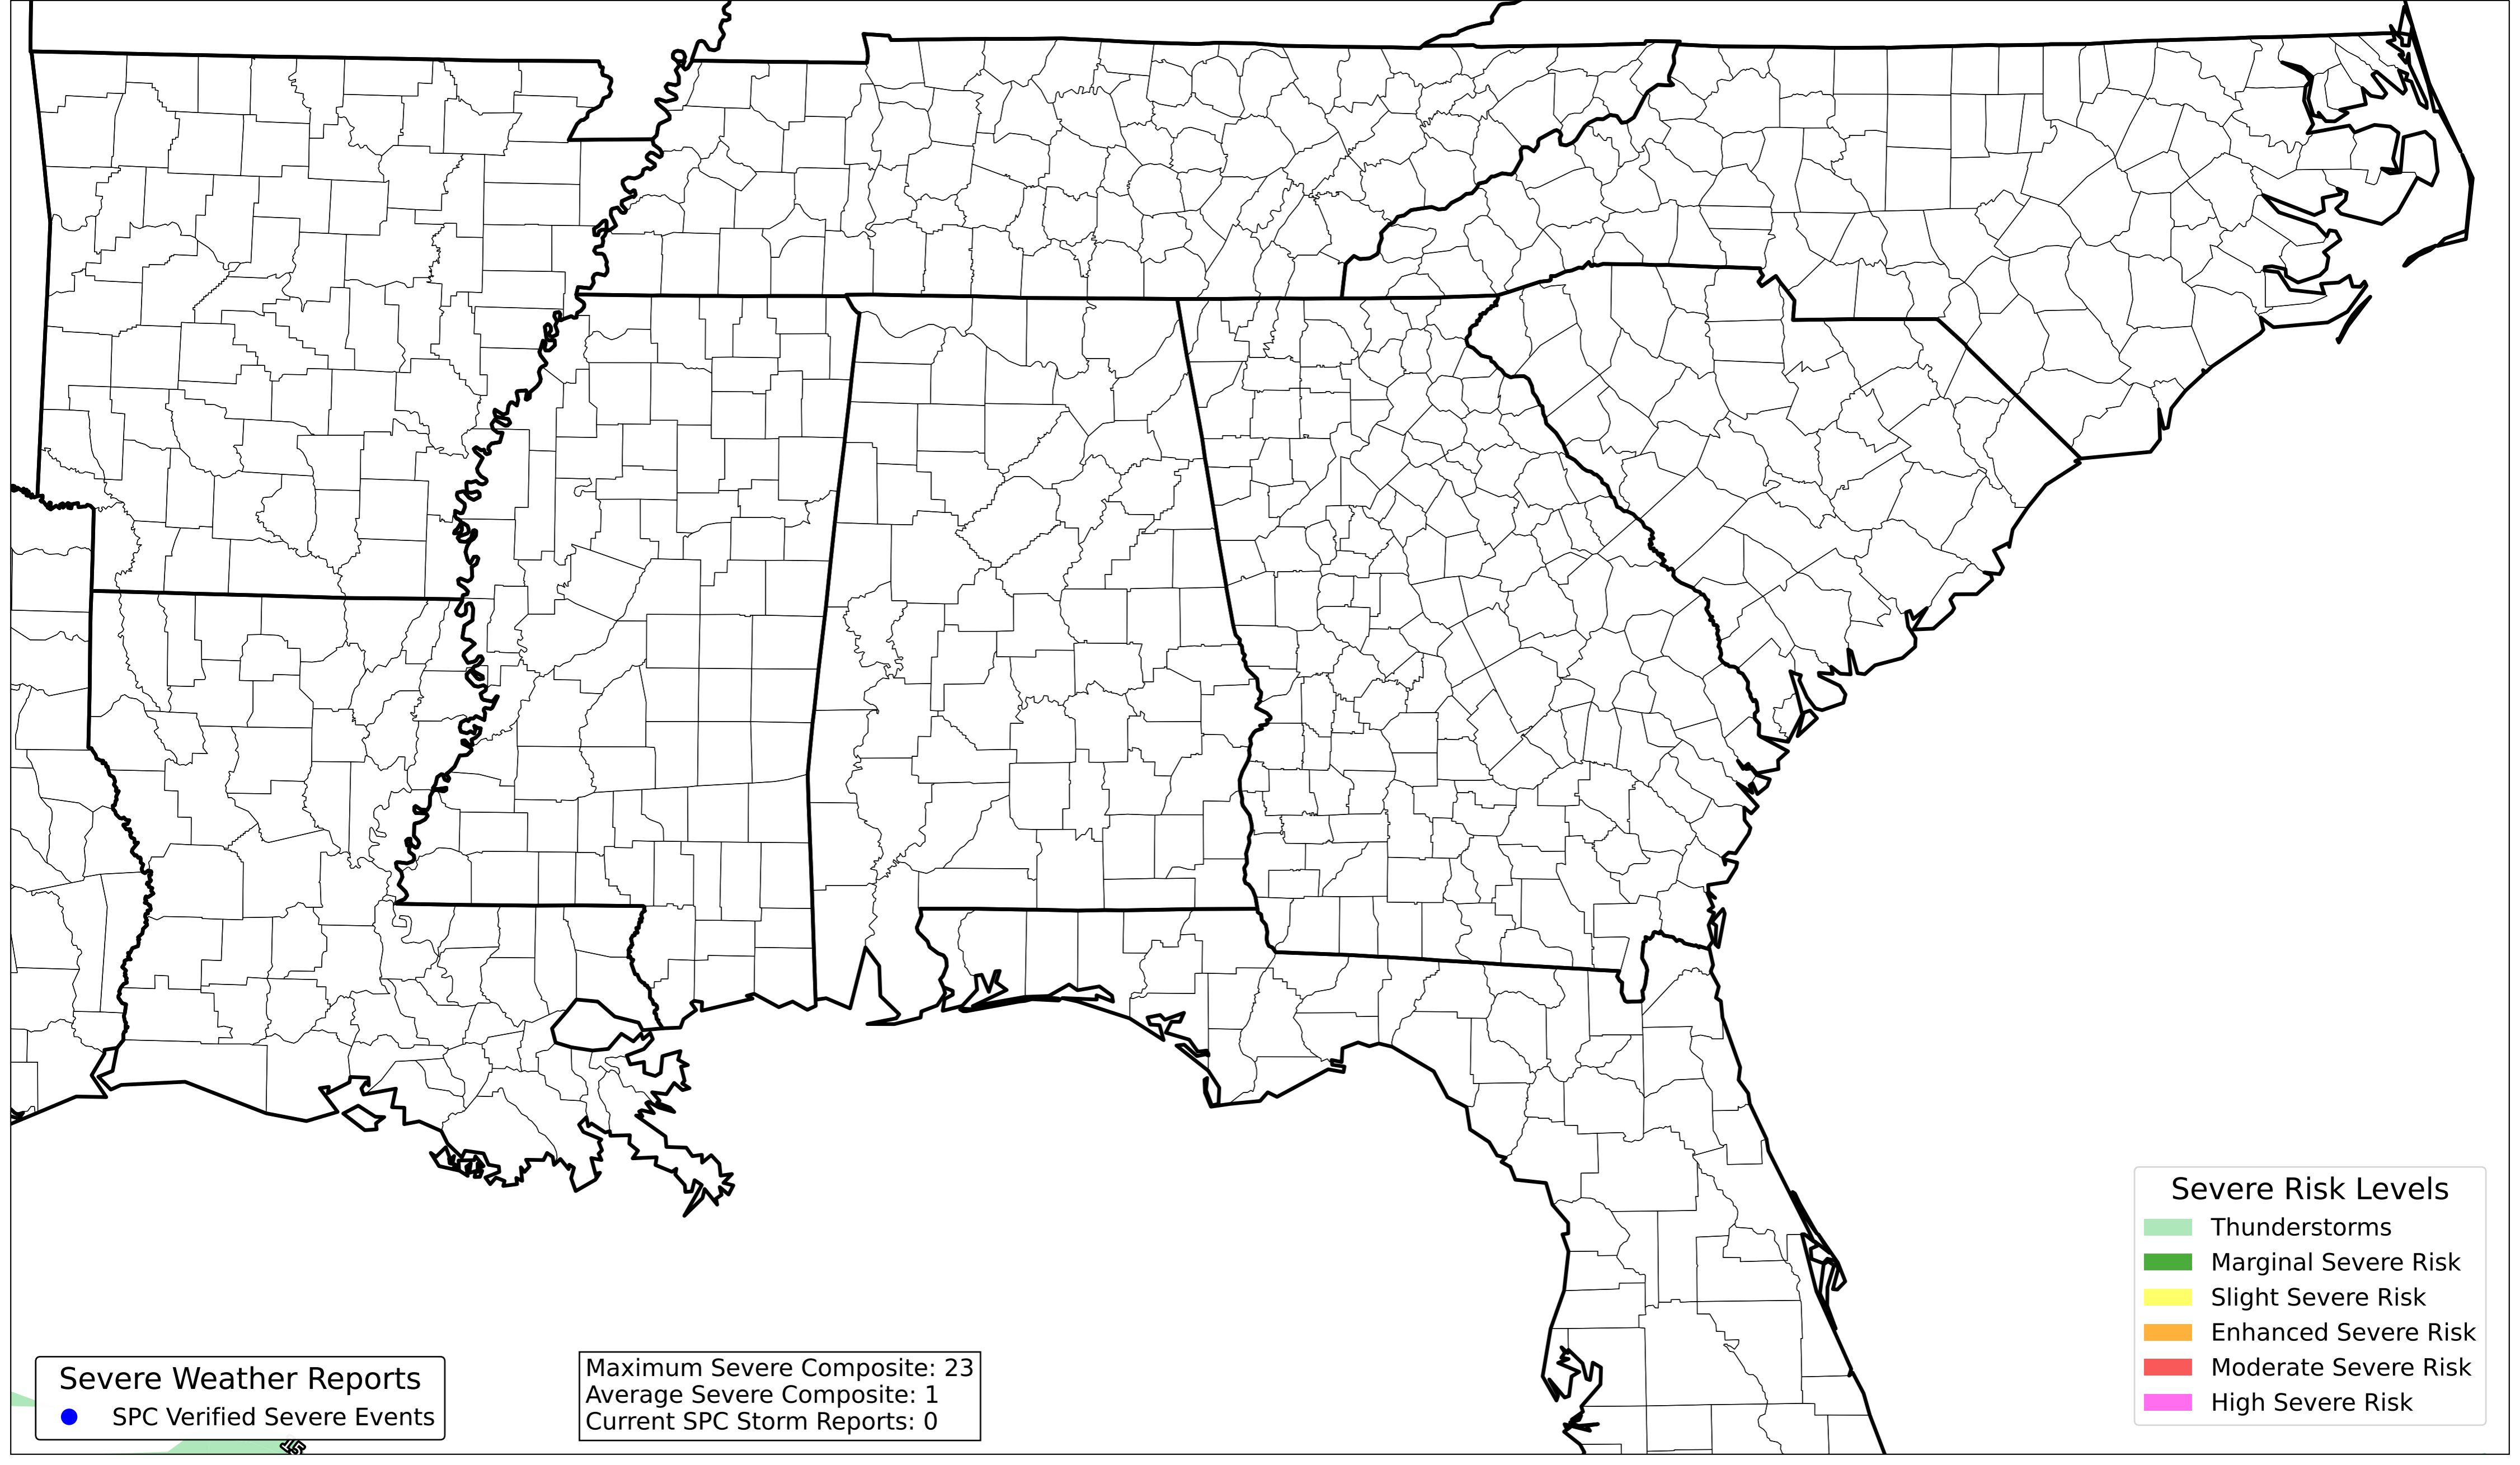 Severe Risk Levels
Thunderstorms
Marginal Severe Risk
Slight Severe Risk
Enhanced Severe Risk
Moderate Severe Risk
High Severe Risk
Severe Weather Reports
SPC Verified Severe Events
Maximum Severe Composite: 23
Average Severe Composite: 1
Current SPC Storm Reports: 0